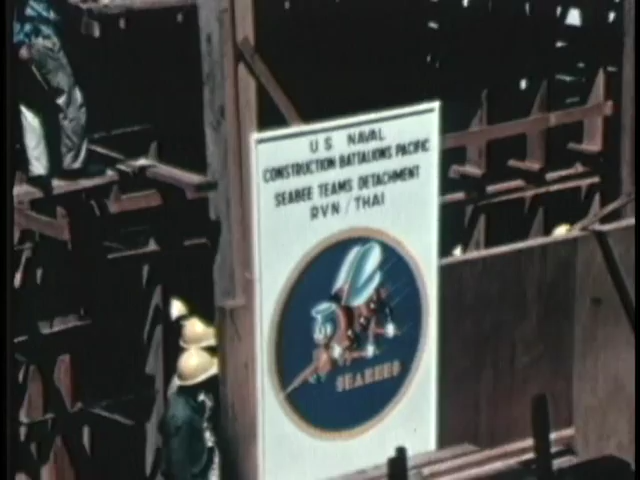 U S NAVAL
CONSTRUCTION BATTALIONS PACIFIC
SEABEE TEAMS DETACHMENT
RVN / THAI
SEABEES